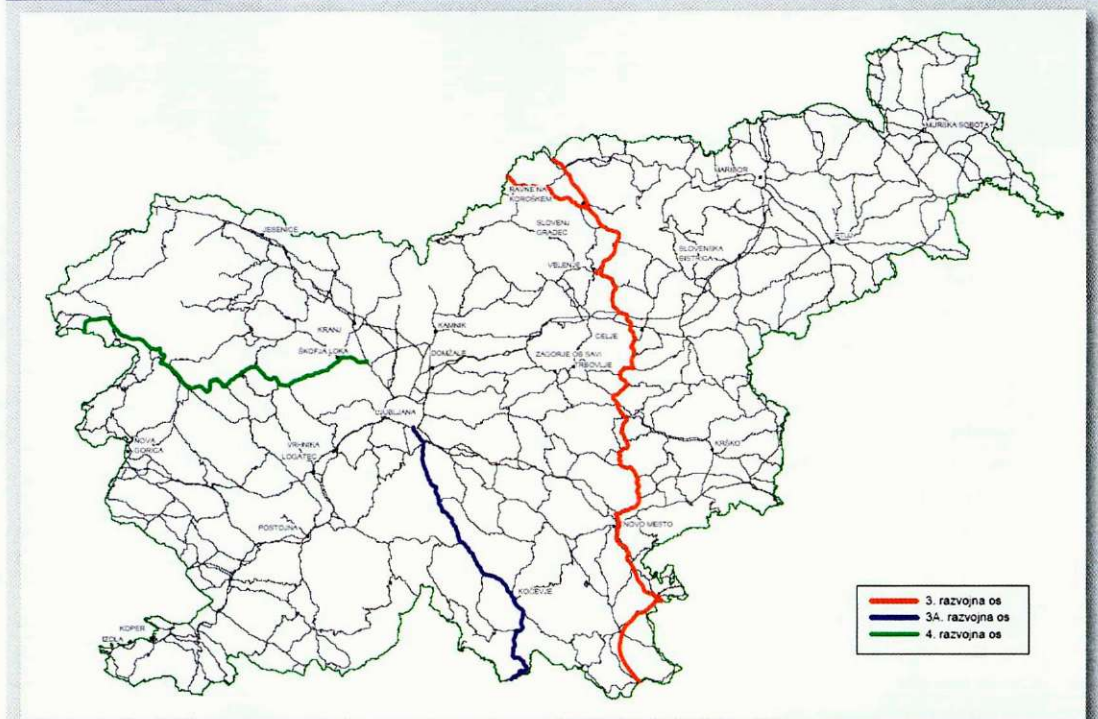 MURSKA SOBOTA
MARIBOR
RAVNE NA
KOROŠKEM
SLOVENJ
GRADEC
JESENICE
PTUJ
SLOVENSKA
BISTRICA
VELENJE
KRANJ
KAMNIK
CELJE
ŠKOFJA LOKA
DOMŽALE
ZAGORJE OB SAVI
TRBOVLJE
LJUBLJANA
NOVA
GORICA
VRHNIKA
LOGATEC
KRŠKO
POSTOJNA
NOVO MESTO
KOČEVJE
KOPER
IZOLA
3. razvojna os
3A. razvojna os
4. razvojna os